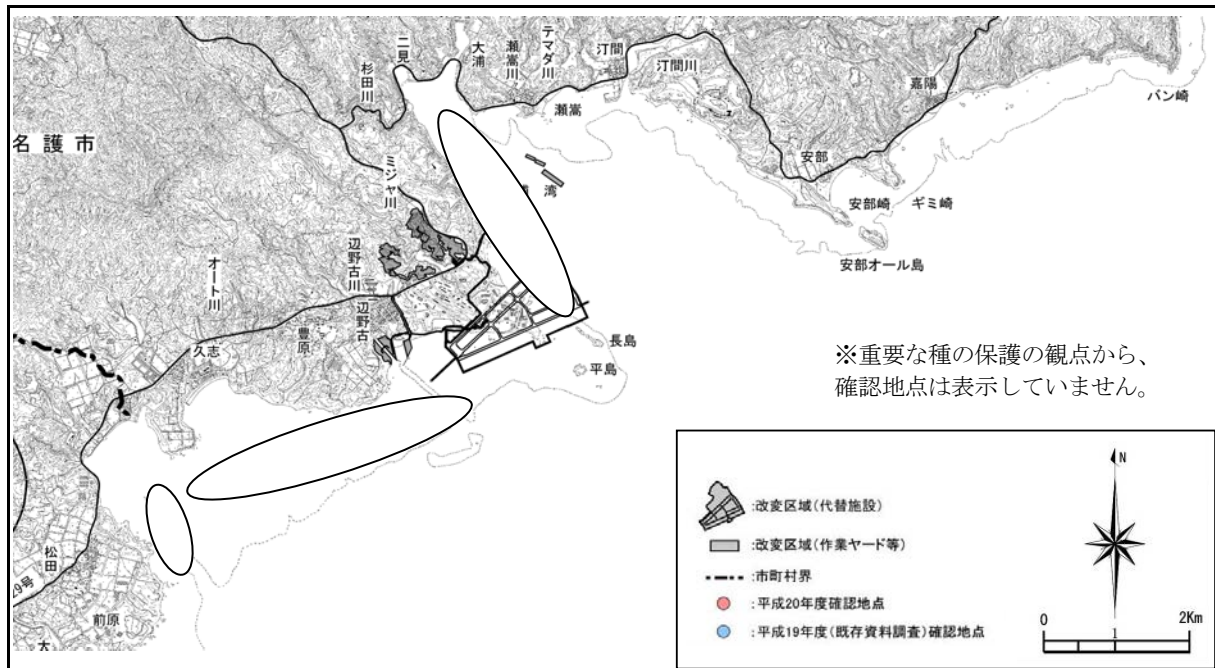 名護市
杉田川
二見
大浦
瀬嵩川
テマダ川
汀間
汀間川
瀬嵩
嘉陽
バン崎
安部
安部崎
ギミ崎
安部オール島
湾
ミジャ川
辺野古川
辺野古
オート川
久志
豊原
長島
平島
松田
29号
前原
※重要な種の保護の観点から、
確認地点は表示していません。
:改変区域(代替施設)
:改変区域(作業ヤード等)
:市町村界
:平成20年度確認地点
:平成19年度(既存資料調査)確認地点
N
0 1 2Km